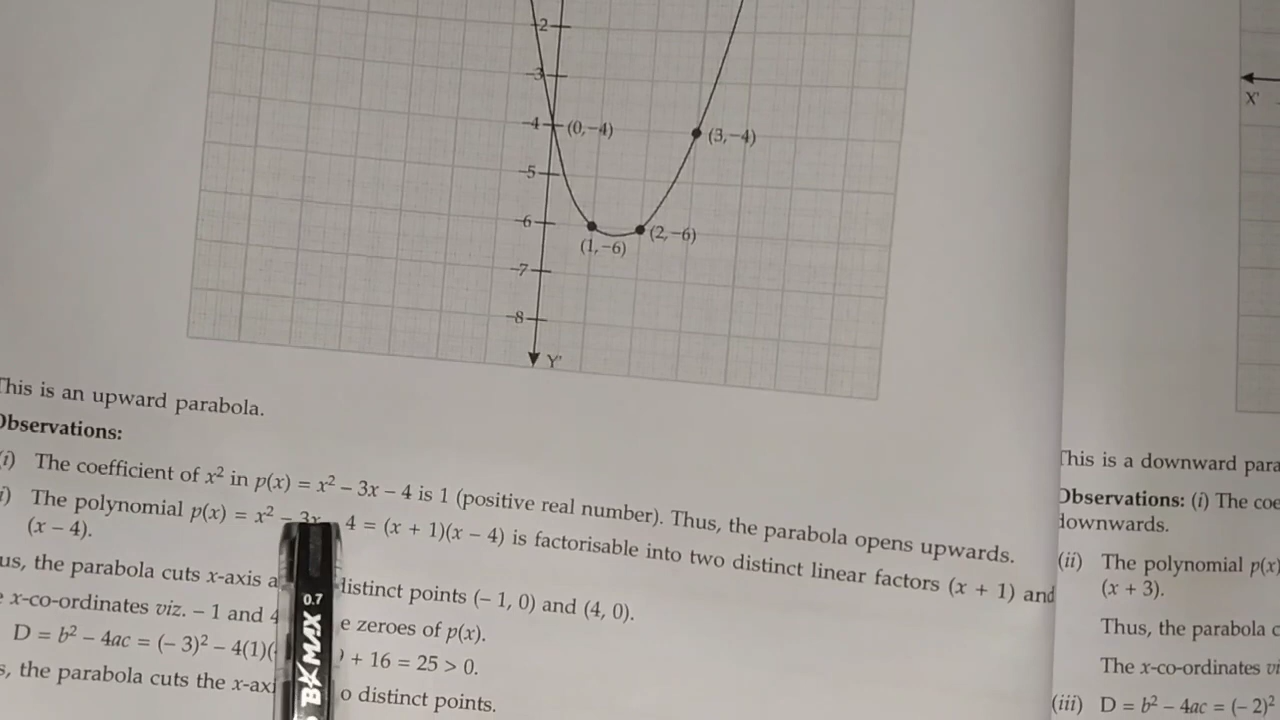 -2
-3
-4 (0,-4) (3,-4)
-5
-6 (1,-6) (2,-6)
-7
-8
Y'
This is an upward parabola.
Observations:
(i) The coefficient of x² in p(x) = x² – 3x – 4 is 1 (positive real number). Thus, the parabola opens upwards.
i) The polynomial p(x) = x² – 3x 4 = (x + 1)(x – 4) is factorisable into two distinct linear factors (x + 1) and
(x – 4).
us, the parabola cuts x-axis a distinct points (– 1, 0) and (4, 0).
e x-co-ordinates viz. – 1 and 4 e zeroes of p(x).
D = b² – 4ac = (– 3)² – 4(1)( + 16 = 25 > 0.
s, the parabola cuts the x-axi o distinct points.
0.7
MAX
X'
This is a downward para
Observations: (i) The coe
downwards.
(ii) The polynomial p(x)
(x + 3).
Thus, the parabola c
The x-co-ordinates vi
(iii) D = b² – 4ac = (– 2)²